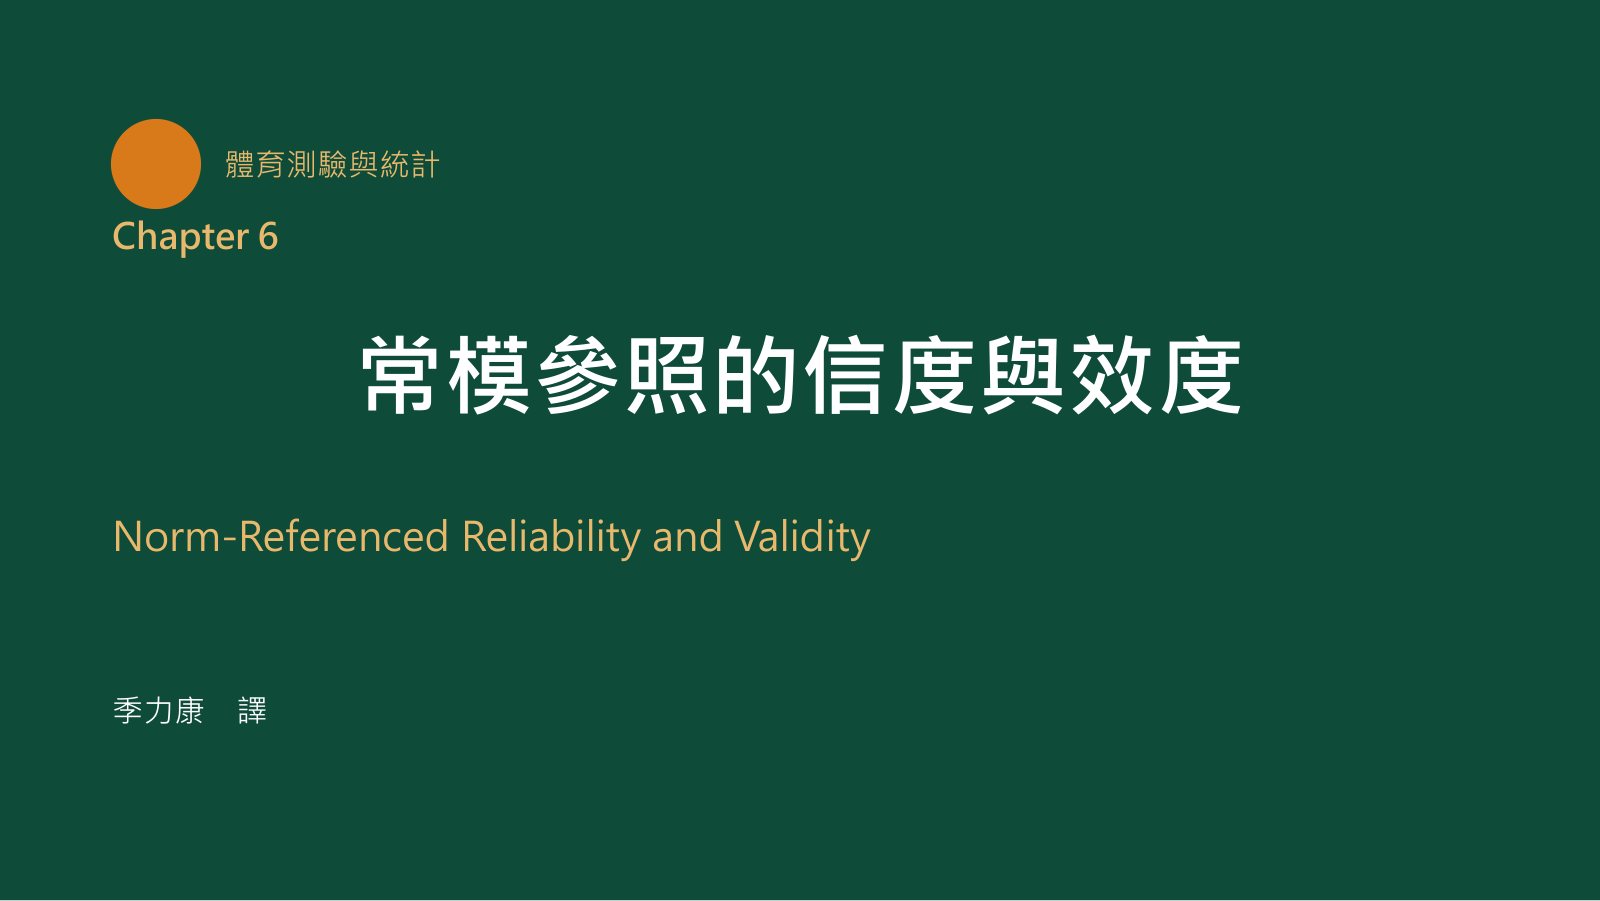 體育測驗與統計
Chapter 6
常模參照的信度與效度
Norm-Referenced Reliability and Validity
季力康　譯